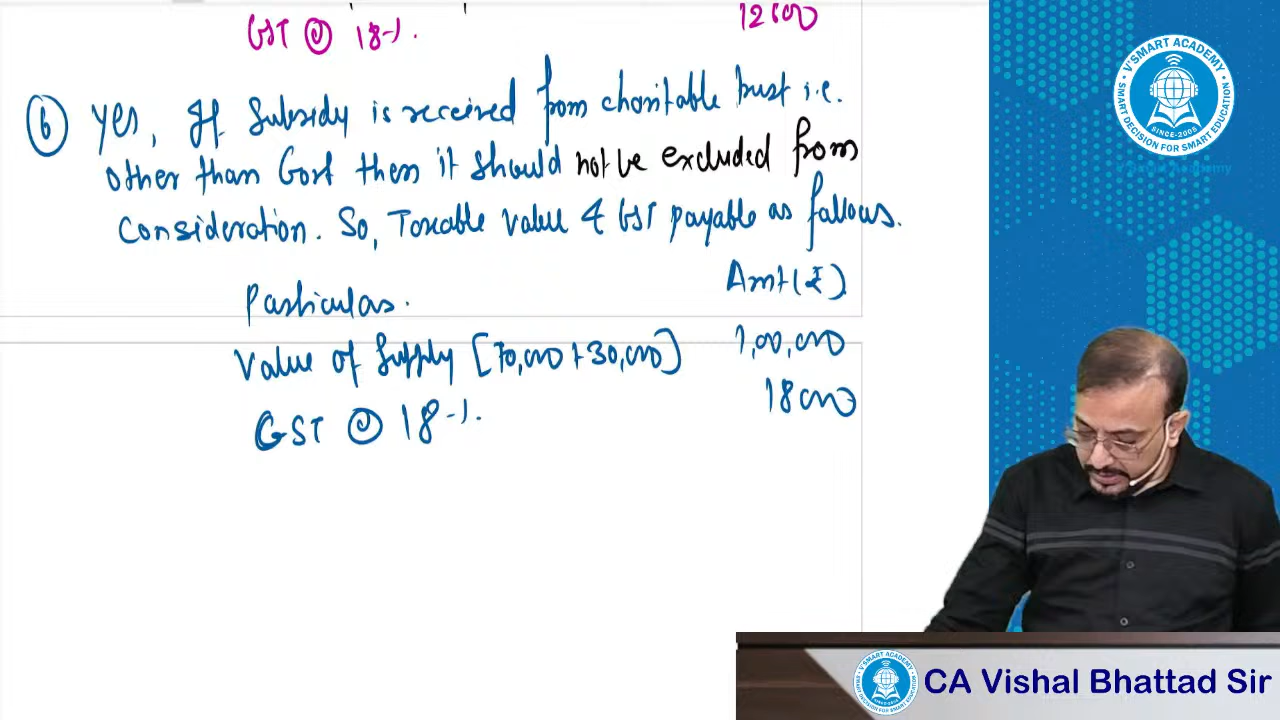 GST @ 18%.
12600
⑥ Yes, If Subsidy is received from charitable trust i.e.
other than Govt then it should not be excluded from
Consideration. So, Taxable value & GST payable as follows.
Particulars.
Amt(₹).
Value of Supply [70,000+30,000]
1,00,000
GST @ 18%.
18000
V'SMART ACADEMY
SINCE-2005
SMART DECISION FOR SMART EDUCATION
V'SMART ACADEMY
CA Vishal Bhattad Sir